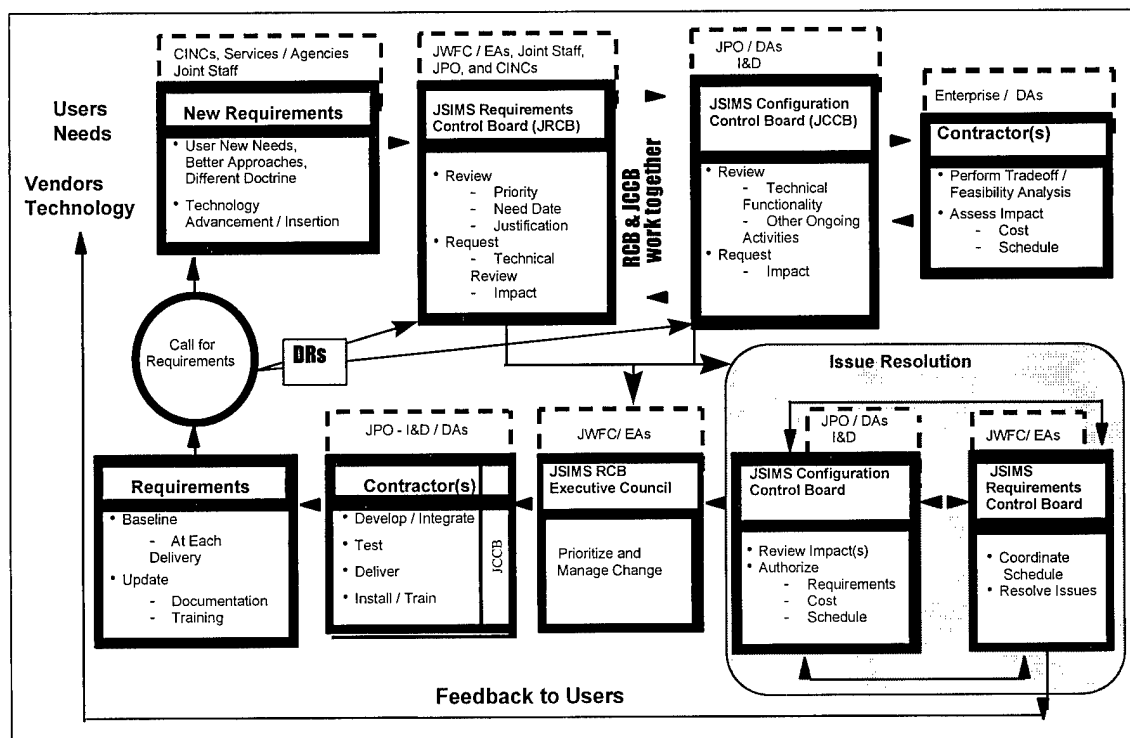 CINCs, Services / Agencies
Joint Staff
JWFC / EAs, Joint Staff,
JPO, and CINCs
JPO / DAs
I&D
Enterprise / DAs
Users
Needs
Vendors
Technology
New Requirements
• User New Needs,
Better Approaches,
Different Doctrine
• Technology
Advancement / Insertion
JSIMS Requirements
Control Board (JRCB)
• Review
- Priority
- Need Date
- Justification
• Request
- Technical
Review
- Impact
RCB & JCCB
work together
JSIMS Configuration
Control Board (JCCB)
• Review
- Technical
Functionality
- Other Ongoing
Activities
• Request
- Impact
Contractor(s)
• Perform Tradeoff /
Feasibility Analysis
• Assess Impact
- Cost
- Schedule
Call for
Requirements
DRs
Issue Resolution
JPO - I&D / DAs
JWFC/ EAs
JPO / DAs
I&D
JWFC/ EAs
Requirements
• Baseline
- At Each
Delivery
• Update
- Documentation
- Training
Contractor(s)
• Develop / Integrate
• Test
• Deliver
• Install / Train
JCCB
JSIMS RCB
Executive Council
Prioritize and
Manage Change
JSIMS Configuration
Control Board
• Review Impact(s)
• Authorize
- Requirements
- Cost
- Schedule
JSIMS
Requirements
Control Board
• Coordinate
Schedule
• Resolve Issues
Feedback to Users